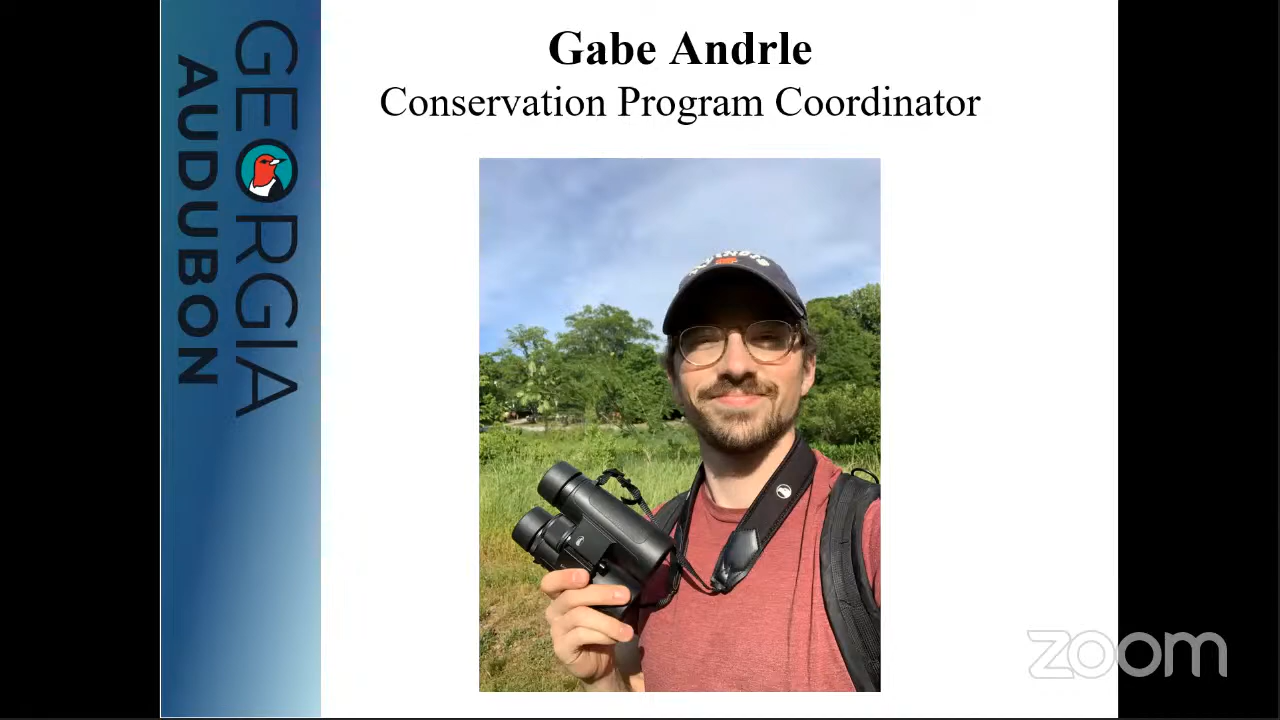 Gabe Andrle
Conservation Program Coordinator
GEORGIA
AUDUBON
zoom